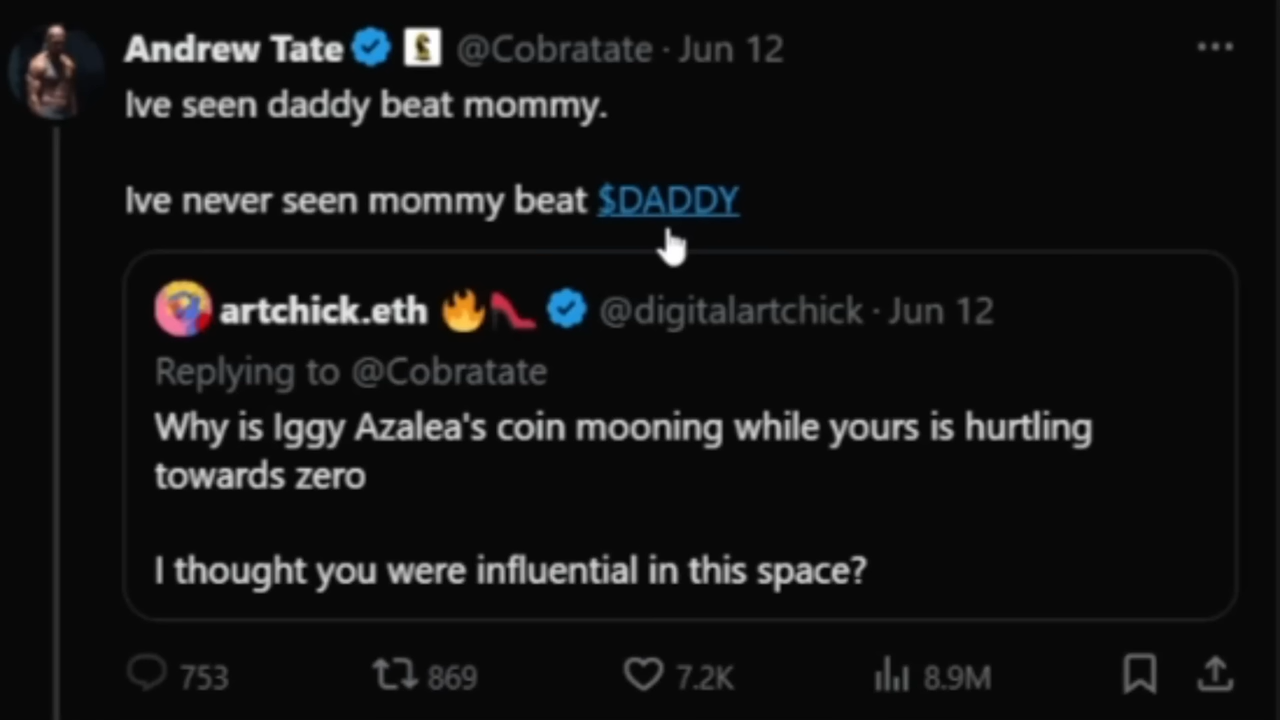 Andrew Tate @Cobratate · Jun 12
Ive seen daddy beat mommy.
Ive never seen mommy beat $DADDY
artchick.eth 🔥👠 @digitalartchick · Jun 12
Replying to @Cobratate
Why is Iggy Azalea's coin mooning while yours is hurtling
towards zero
I thought you were influential in this space?
753 869 7.2K 8.9M